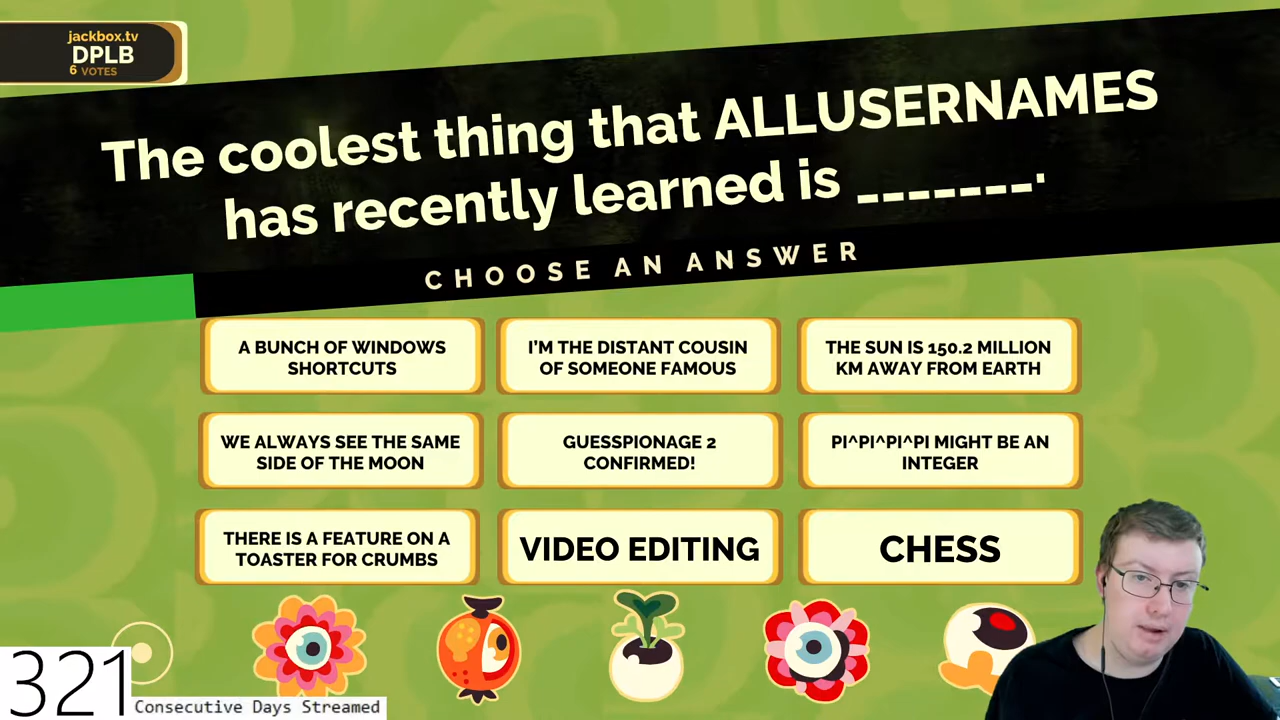 jackbox.tv
DPLB
6 VOTES
The coolest thing that ALLUSERNAMES
has recently learned is _______.
CHOOSE AN ANSWER
A BUNCH OF WINDOWS
SHORTCUTS
I'M THE DISTANT COUSIN
OF SOMEONE FAMOUS
THE SUN IS 150.2 MILLION
KM AWAY FROM EARTH
WE ALWAYS SEE THE SAME
SIDE OF THE MOON
GUESSPIONAGE 2
CONFIRMED!
PI^PI^PI^PI MIGHT BE AN
INTEGER
THERE IS A FEATURE ON A
TOASTER FOR CRUMBS
VIDEO EDITING
CHESS
321
Consecutive Days Streamed